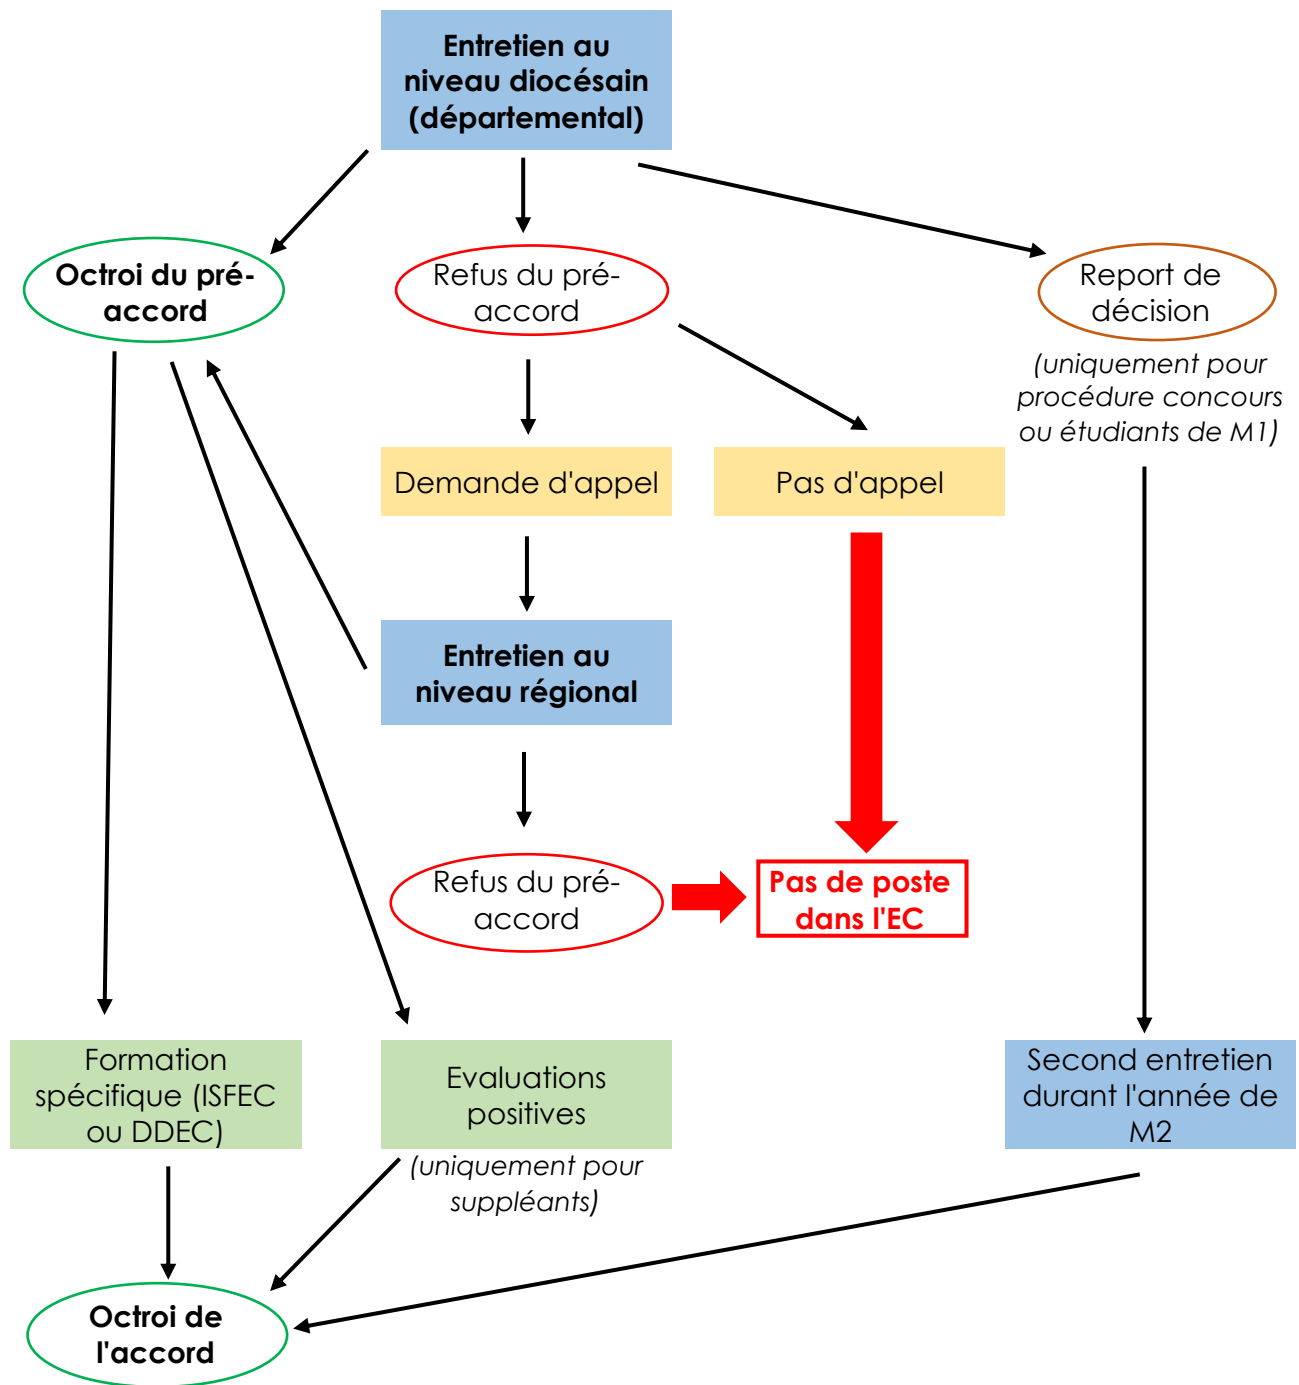 Entretien au
niveau diocésain
(départemental)
Octroi du pré-
accord
Refus du pré-
accord
Report de
décision
(uniquement pour
procédure concours
ou étudiants de M1)
Demande d'appel
Pas d'appel
Entretien au
niveau régional
Refus du pré-
accord
Pas de poste
dans l'EC
Formation
spécifique (ISFEC
ou DDEC)
Evaluations
positives
(uniquement pour
suppléants)
Second entretien
durant l'année de
M2
Octroi de
l'accord